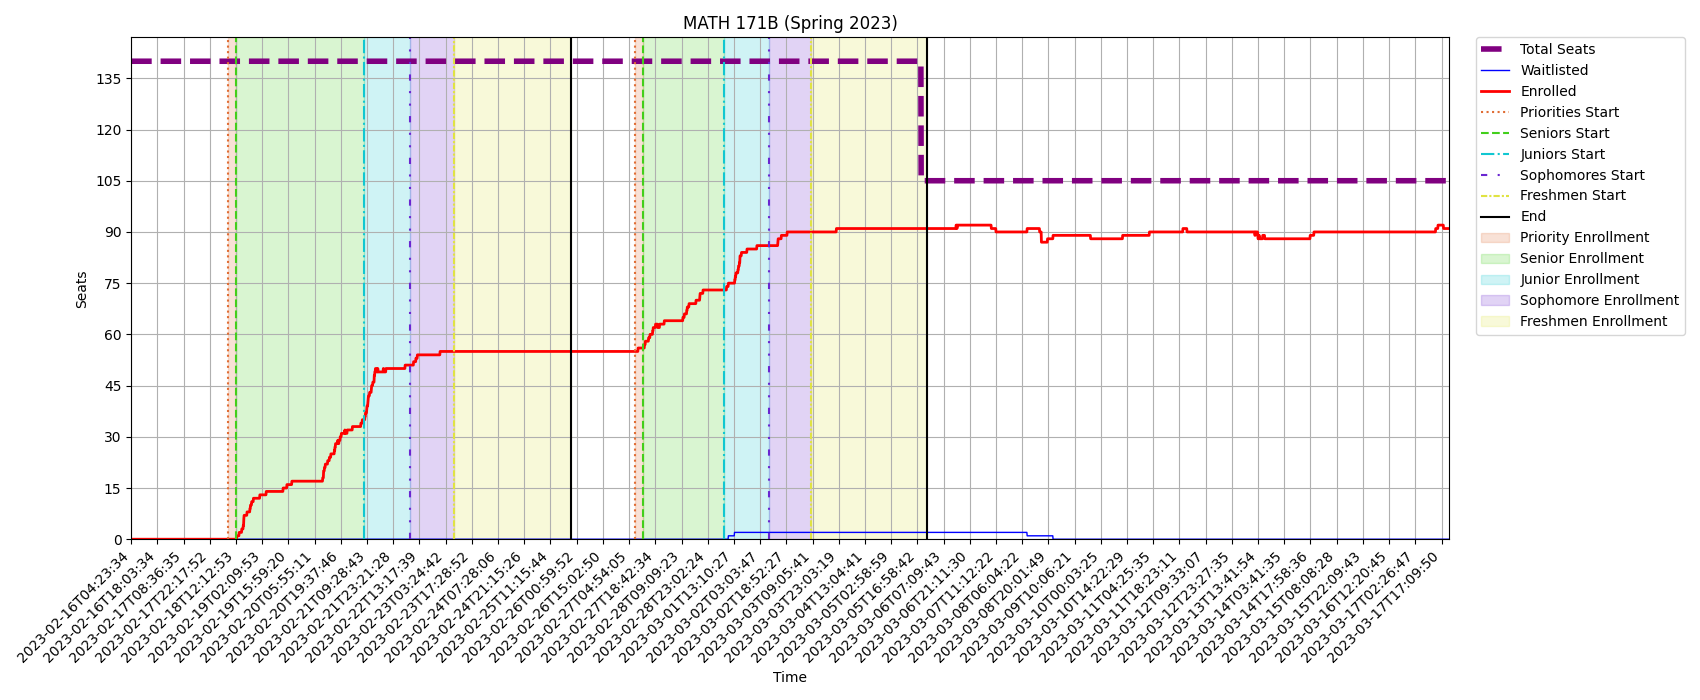 MATH 171B (Spring 2023)
Total Seats
Waitlisted
Enrolled
Priorities Start
Seniors Start
Juniors Start
Sophomores Start
Freshmen Start
End
Priority Enrollment
Senior Enrollment
Junior Enrollment
Sophomore Enrollment
Freshmen Enrollment
Seats
135
120
105
90
75
60
45
30
15
0
2023-02-16T04:23:34
2023-02-16T18:03:34
2023-02-17T08:36:35
2023-02-17T22:17:52
2023-02-18T12:12:53
2023-02-19T02:09:53
2023-02-19T15:59:20
2023-02-20T05:55:11
2023-02-20T19:37:46
2023-02-21T09:28:43
2023-02-21T23:21:28
2023-02-22T13:17:39
2023-02-23T03:24:42
2023-02-23T17:28:52
2023-02-24T07:28:06
2023-02-24T21:15:26
2023-02-25T11:15:44
2023-02-26T00:59:52
2023-02-26T15:02:50
2023-02-27T04:54:05
2023-02-27T18:42:34
2023-02-28T09:09:23
2023-02-28T23:02:24
2023-03-01T13:10:27
2023-03-02T03:03:47
2023-03-02T18:52:27
2023-03-03T09:05:41
2023-03-03T23:03:19
2023-03-04T13:04:41
2023-03-05T02:58:59
2023-03-05T16:58:42
2023-03-06T07:09:43
2023-03-06T21:11:30
2023-03-07T11:12:22
2023-03-08T06:04:22
2023-03-08T20:01:49
2023-03-09T10:06:21
2023-03-10T00:03:25
2023-03-10T14:22:29
2023-03-11T04:25:35
2023-03-11T18:23:11
2023-03-12T09:33:07
2023-03-12T23:27:35
2023-03-13T13:41:54
2023-03-14T03:41:35
2023-03-14T17:58:36
2023-03-15T08:08:28
2023-03-15T22:09:43
2023-03-16T12:20:45
2023-03-17T02:26:47
2023-03-17T17:09:50
Time